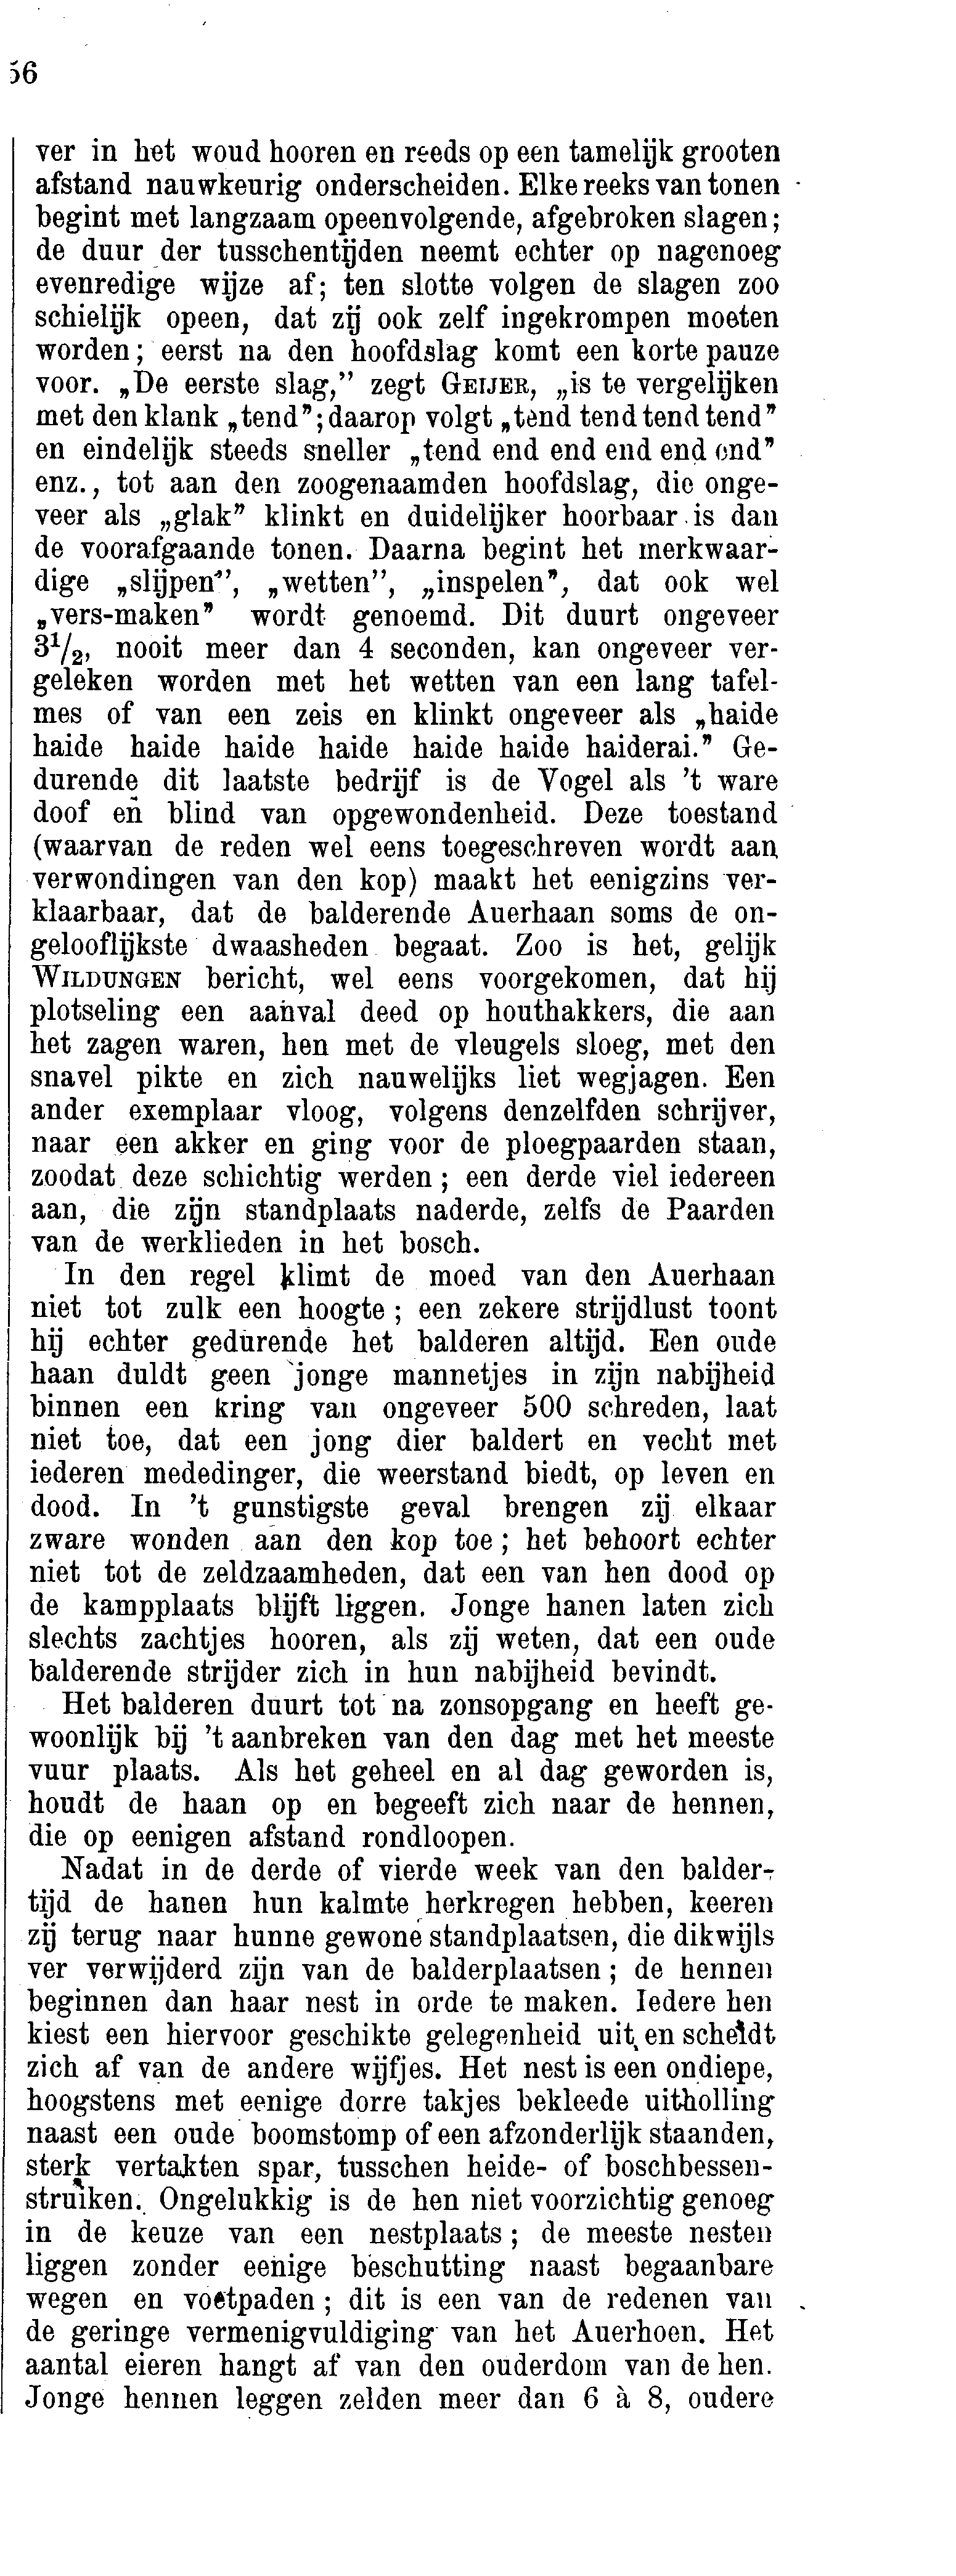 56
ver in het woud hooren en reeds op een tamelijk grooten
afstand nauwkeurig onderscheiden. Elke reeks van tonen
begint met langzaam opeenvolgende, afgebroken slagen;
de duur der tusschentijden neemt echter op nagenoeg
evenredige wijze af; ten slotte volgen de slagen zoo
schielijk opeen, dat zij ook zelf ingekrompen moeten
worden; eerst na den hoofdslag komt een korte pauze
voor. „De eerste slag,” zegt GEIJER, „is te vergelijken
met den klank „tend”; daarop volgt „tend tend tend tend”
en eindelijk steeds sneller „tend end end end end end”
enz., tot aan den zoogenaamden hoofdslag, die onge-
veer als „glak” klinkt en duidelijker hoorbaar is dan
de voorafgaande tonen. Daarna begint het merkwaar-
dige „slijpen”, „wetten”, „inspelen”, dat ook wel
„vers-maken” wordt genoemd. Dit duurt ongeveer
3¹/₂, nooit meer dan 4 seconden, kan ongeveer ver-
geleken worden met het wetten van een lang tafel-
mes of van een zeis en klinkt ongeveer als „haide
haide haide haide haide haide haide haiderai.” Ge-
durende dit laatste bedrijf is de Vogel als 't ware
doof en blind van opgewondenheid. Deze toestand
(waarvan de reden wel eens toegeschreven wordt aan
verwondingen van den kop) maakt het eenigzins ver-
klaarbaar, dat de balderende Auerhaan soms de on-
gelooflijkste dwaasheden begaat. Zoo is het, gelijk
WILDUNGEN bericht, wel eens voorgekomen, dat hij
plotseling een aanval deed op houthakkers, die aan
het zagen waren, hen met de vleugels sloeg, met den
snavel pikte en zich nauwelijks liet wegjagen. Een
ander exemplaar vloog, volgens denzelfden schrijver,
naar een akker en ging voor de ploegpaarden staan,
zoodat deze schichtig werden; een derde viel iedereen
aan, die zijn standplaats naderde, zelfs de Paarden
van de werklieden in het bosch.
In den regel klimt de moed van den Auerhaan
niet tot zulk een hoogte; een zekere strijdlust toont
hij echter gedurende het balderen altijd. Een oude
haan duldt geen jonge mannetjes in zijn nabijheid
binnen een kring van ongeveer 500 schreden, laat
niet toe, dat een jong dier baldert en vecht met
iederen mededinger, die weerstand biedt, op leven en
dood. In 't gunstigste geval brengen zij elkaar
zware wonden aan den kop toe; het behoort echter
niet tot de zeldzaamheden, dat een van hen dood op
de kampplaats blijft liggen. Jonge hanen laten zich
slechts zachtjes hooren, als zij weten, dat een oude
balderende strijder zich in hun nabijheid bevindt.
Het balderen duurt tot na zonsopgang en heeft ge-
woonlijk bij 't aanbreken van den dag met het meeste
vuur plaats. Als het geheel en al dag geworden is,
houdt de haan op en begeeft zich naar de hennen,
die op eenigen afstand rondloopen.
Nadat in de derde of vierde week van den balder-
tijd de hanen hun kalmte herkregen hebben, keeren
zij terug naar hunne gewone standplaatsen, die dikwijls
ver verwijderd zijn van de balderplaatsen; de hennen
beginnen dan haar nest in orde te maken. Iedere hen
kiest een hiervoor geschikte gelegenheid uit en scheidt
zich af van de andere wijfjes. Het nest is een ondiepe,
hoogstens met eenige dorre takjes bekleede uitholling
naast een oude boomstomp of een afzonderlijk staanden,
sterk vertakten spar, tusschen heide- of boschbessen-
struiken. Ongelukkig is de hen niet voorzichtig genoeg
in de keuze van een nestplaats; de meeste nesten
liggen zonder eenige beschutting naast begaanbare
wegen en voetpaden; dit is een van de redenen van
de geringe vermenigvuldiging van het Auerhoen. Het
aantal eieren hangt af van den ouderdom van de hen.
Jonge hennen leggen zelden meer dan 6 à 8, oudere